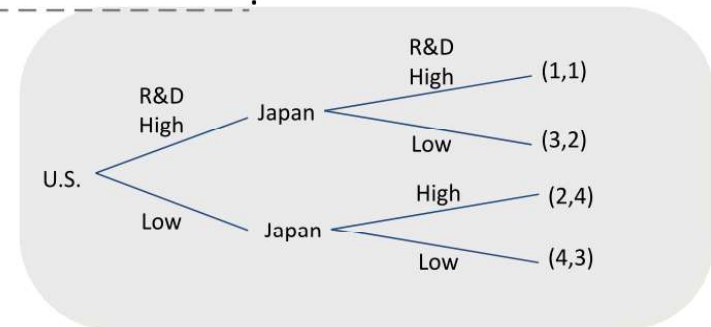 R&D
High
(1,1)
R&D
High
Japan
Low
(3,2)
U.S.
High
(2,4)
Low
Japan
Low
(4,3)